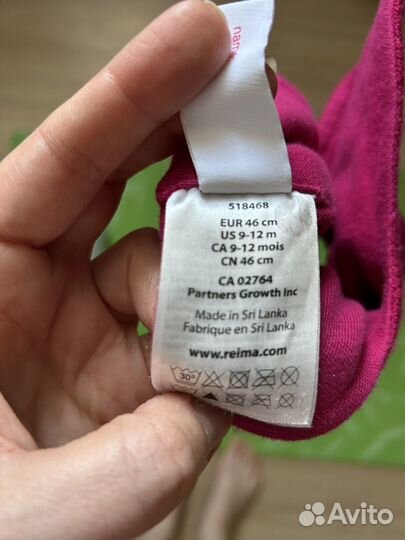 name
518468
EUR 46 cm
US 9-12 m
CA 9-12 mois
CN 46 cm
CA 02764
Partners Growth Inc
Made in Sri Lanka
Fabrique en Sri Lanka
www.reima.com
30°
Avito